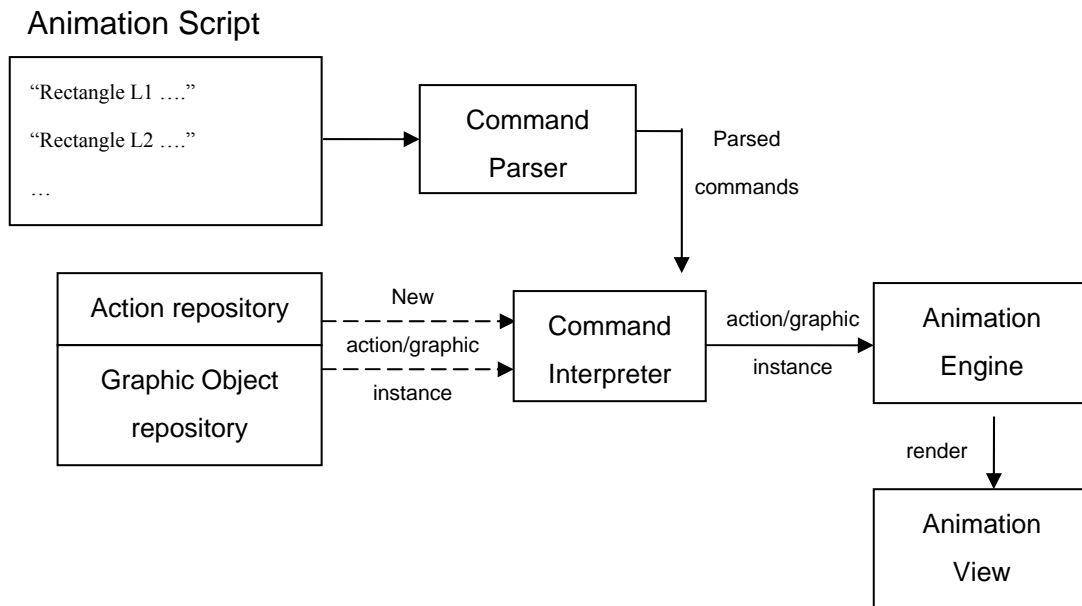 Animation Script
“Rectangle L1 ….”
“Rectangle L2 ….”
…
Command
Parser
Parsed
commands
Action repository
Graphic Object
repository
New
action/graphic
instance
Command
Interpreter
action/graphic
instance
Animation
Engine
render
Animation
View